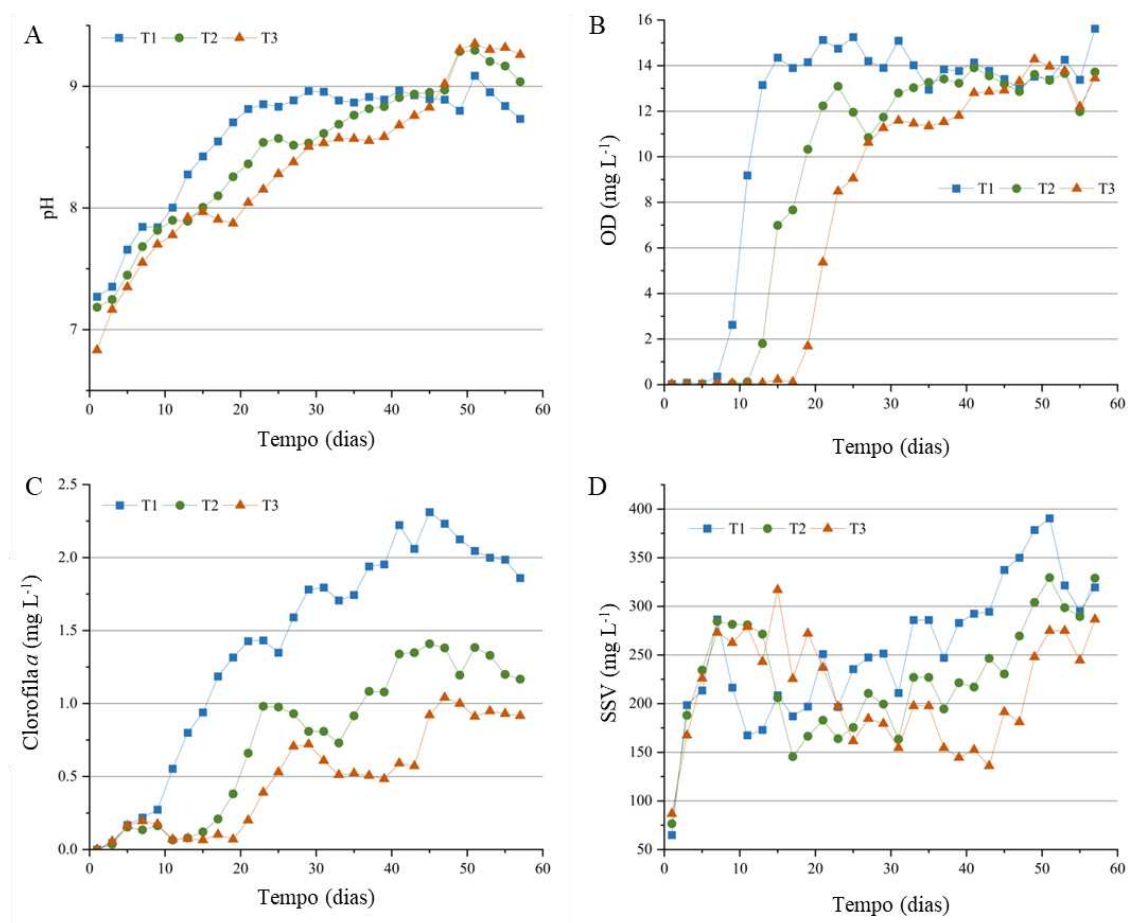 A
T1 T2 T3
pH
9
8
7
0 10 20 30 40 50 60
Tempo (dias)
B
OD (mg L⁻¹)
16
14
12
10
8
6
4
2
0
T1 T2 T3
0 10 20 30 40 50 60
Tempo (dias)
C
T1 T2 T3
Clorofila a (mg L⁻¹)
2.5
2.0
1.5
1.0
0.5
0.0
0 10 20 30 40 50 60
Tempo (dias)
D
T1 T2 T3
SSV (mg L⁻¹)
400
350
300
250
200
150
100
50
0 10 20 30 40 50 60
Tempo (dias)